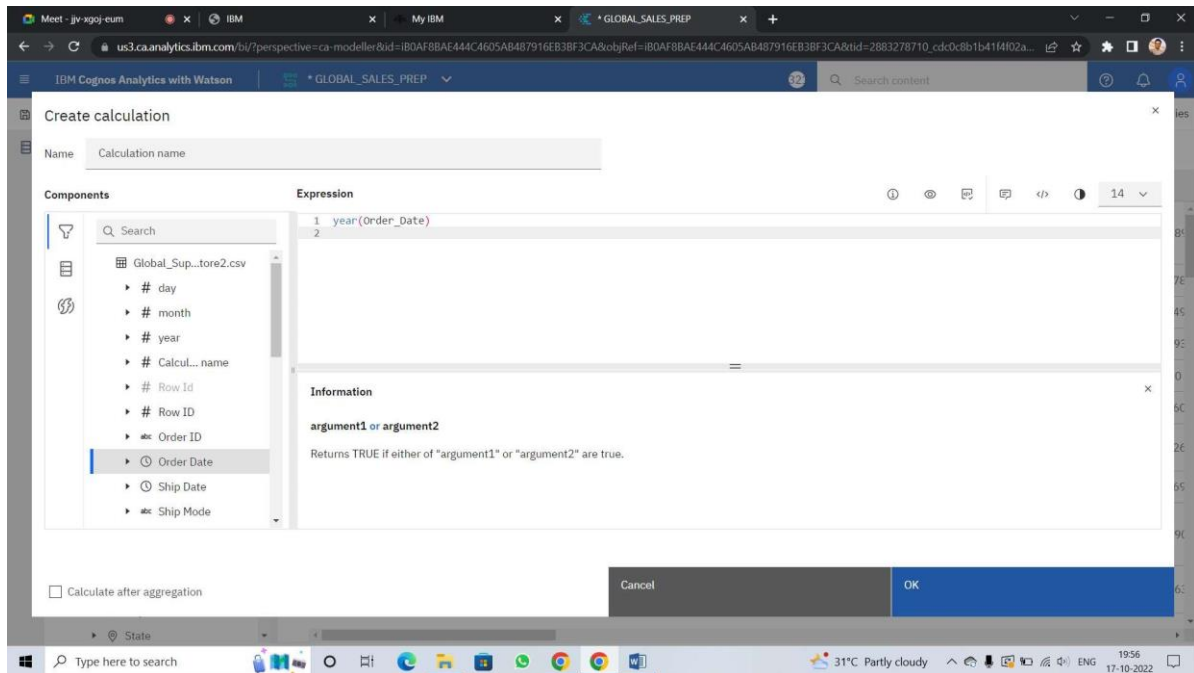 Meet - jjv-xgoj-eum
IBM
My IBM
* GLOBAL_SALES_PREP
us3.ca.analytics.ibm.com/bi/?perspective=ca-modeller&id=iB0AF8BAE444C4605AB487916EB3BF3CA&objRef=iB0AF8BAE444C4605AB487916EB3BF3CA&tid=2883278710_cdc0c8b1b41f4f02a...
IBM Cognos Analytics with Watson
* GLOBAL_SALES_PREP
32
Search content
Create calculation
ies
Name
Calculation name
Components
Expression
14
Search
1 year(Order_Date)
2
Global_Sup...tore2.csv
# day
# month
# year
# Calcul... name
# Row Id
# Row ID
abc Order ID
Order Date
Ship Date
abc Ship Mode
Information
argument1 or argument2
Returns TRUE if either of "argument1" or "argument2" are true.
Calculate after aggregation
Cancel
OK
State
Type here to search
31°C Partly cloudy
ENG
19:56
17-10-2022